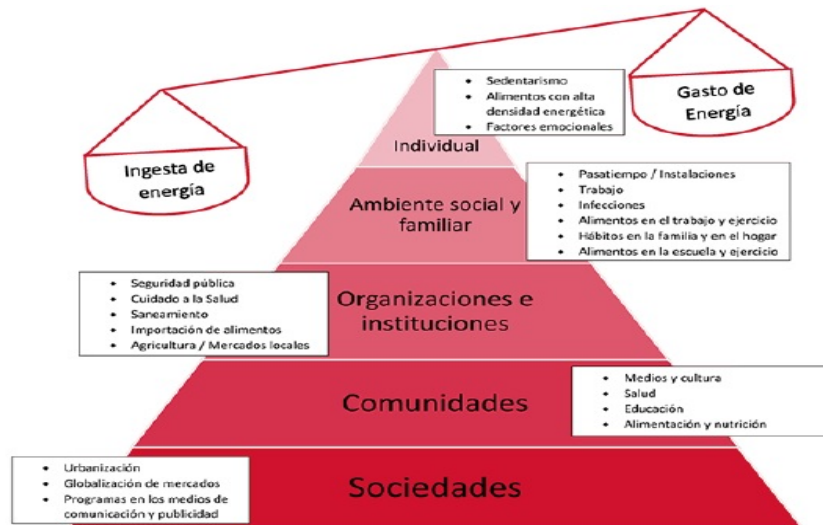 Ingesta de
energía
Gasto de
Energía
• Sedentarismo
• Alimentos con alta
densidad energética
• Factores emocionales
Individual
• Pasatiempo / Instalaciones
• Trabajo
• Infecciones
• Alimentos en el trabajo y ejercicio
• Hábitos en la familia y en el hogar
• Alimentos en la escuela y ejercicio
Ambiente social y
familiar
• Seguridad pública
• Cuidado a la Salud
• Saneamiento
• Importación de alimentos
• Agricultura / Mercados locales
Organizaciones e
instituciones
• Medios y cultura
• Salud
• Educación
• Alimentación y nutrición
Comunidades
• Urbanización
• Globalización de mercados
• Programas en los medios de
comunicación y publicidad
Sociedades